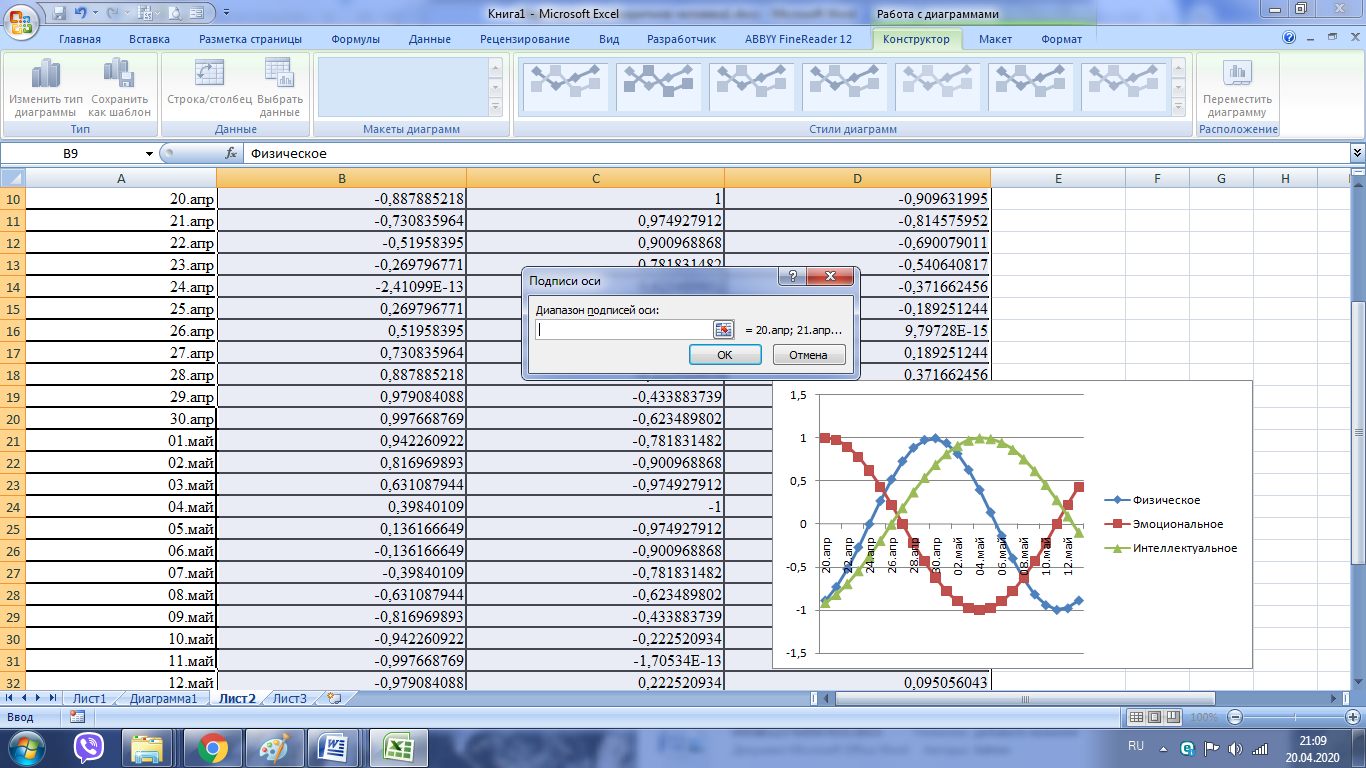 Книга1 - Microsoft Excel
Работа с диаграммами
Главная Вставка Разметка страницы Формулы Данные Рецензирование Вид Разработчик ABBYY FineReader 12 Конструктор Макет Формат
Изменить тип диаграммы
Сохранить как шаблон
Строка/столбец
Выбрать данные
Переместить диаграмму
Тип Данные Макеты диаграмм Стили диаграмм Расположение
B9 fx Физическое
A B C D E F G H
10 20.апр -0,887885218 1 -0,909631995
11 21.апр -0,730835964 0,974927912 -0,814575952
12 22.апр -0,51958395 0,900968868 -0,690079011
13 23.апр -0,269796771 0,781831482 -0,540640817
14 24.апр -2,41099E-13 -0,371662456
15 25.апр 0,269796771 -0,189251244
16 26.апр 0,51958395 9,79728E-15
17 27.апр 0,730835964 0,189251244
18 28.апр 0,887885218 0,371662456
19 29.апр 0,979084088 -0,433883739
20 30.апр 0,997668769 -0,623489802
21 01.май 0,942260922 -0,781831482
22 02.май 0,816969893 -0,900968868
23 03.май 0,631087944 -0,974927912
24 04.май 0,39840109 -1
25 05.май 0,136166649 -0,974927912
26 06.май -0,136166649 -0,900968868
27 07.май -0,39840109 -0,781831482
28 08.май -0,631087944 -0,623489802
29 09.май -0,816969893 -0,433883739
30 10.май -0,942260922 -0,222520934
31 11.май -0,997668769 -1,70534E-13
32 12.май -0,979084088 0,222520934 0,095056043
Подписи оси
Диапазон подписей оси:
= 20.апр; 21.апр...
ОК Отмена
1,5
1
0,5
0
-0,5
-1
-1,5
20.апр 22.апр 24.апр 26.апр 28.апр 30.апр 02.май 04.май 06.май 08.май 10.май 12.май
Физическое
Эмоциональное
Интеллектуальное
Лист1 Диаграмма1 Лист2 Лист3
Ввод
100%
RU
21:09
20.04.2020